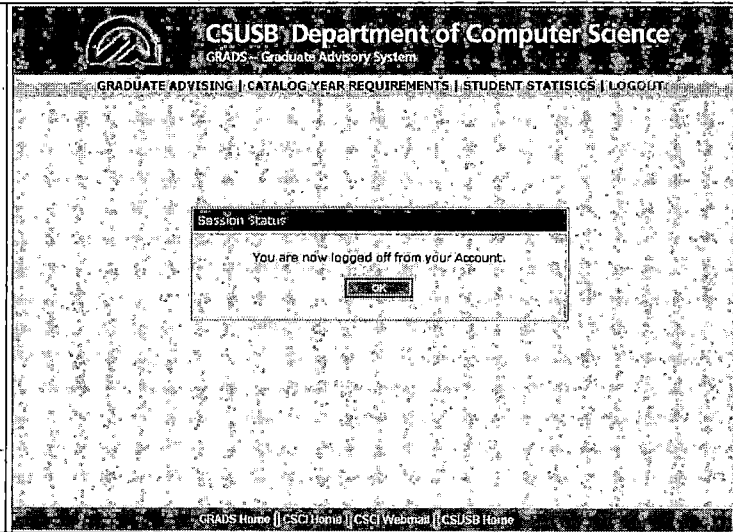 CSUSB Department of Computer Science
GRADS -- Graduate Advisory System
GRADUATE ADVISING | CATALOG YEAR REQUIREMENTS | STUDENT STATISICS | LOGOUT
Session Status
You are now logged off from your Account.
OK
GRADS Home || CSCI Home || CSCI Webmail || CSUSB Home